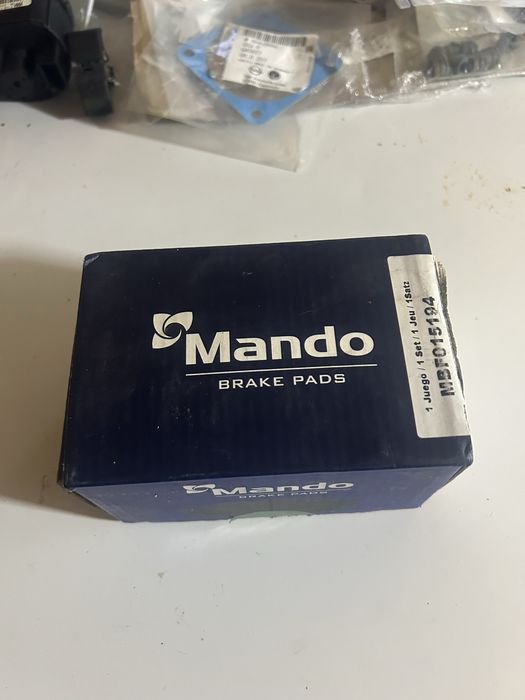 Mando
BRAKE PADS
1 Juego / 1 Set / 1 Jeu / 1Satz
MBF015194
Mando
BRAKE PADS